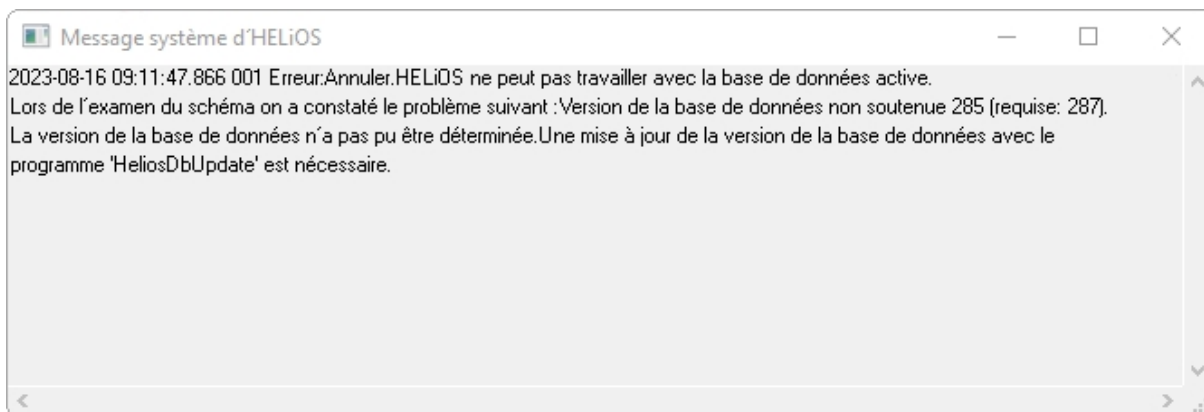 Message système d´HELiOS
2023-08-16 09:11:47.866 001 Erreur:Annuler.HELiOS ne peut pas travailler avec la base de données active.
Lors de l´examen du schéma on a constaté le problème suivant :Version de la base de données non soutenue 285 (requise: 287).
La version de la base de données n´a pas pu être déterminée.Une mise à jour de la version de la base de données avec le
programme 'HeliosDbUpdate' est nécessaire.